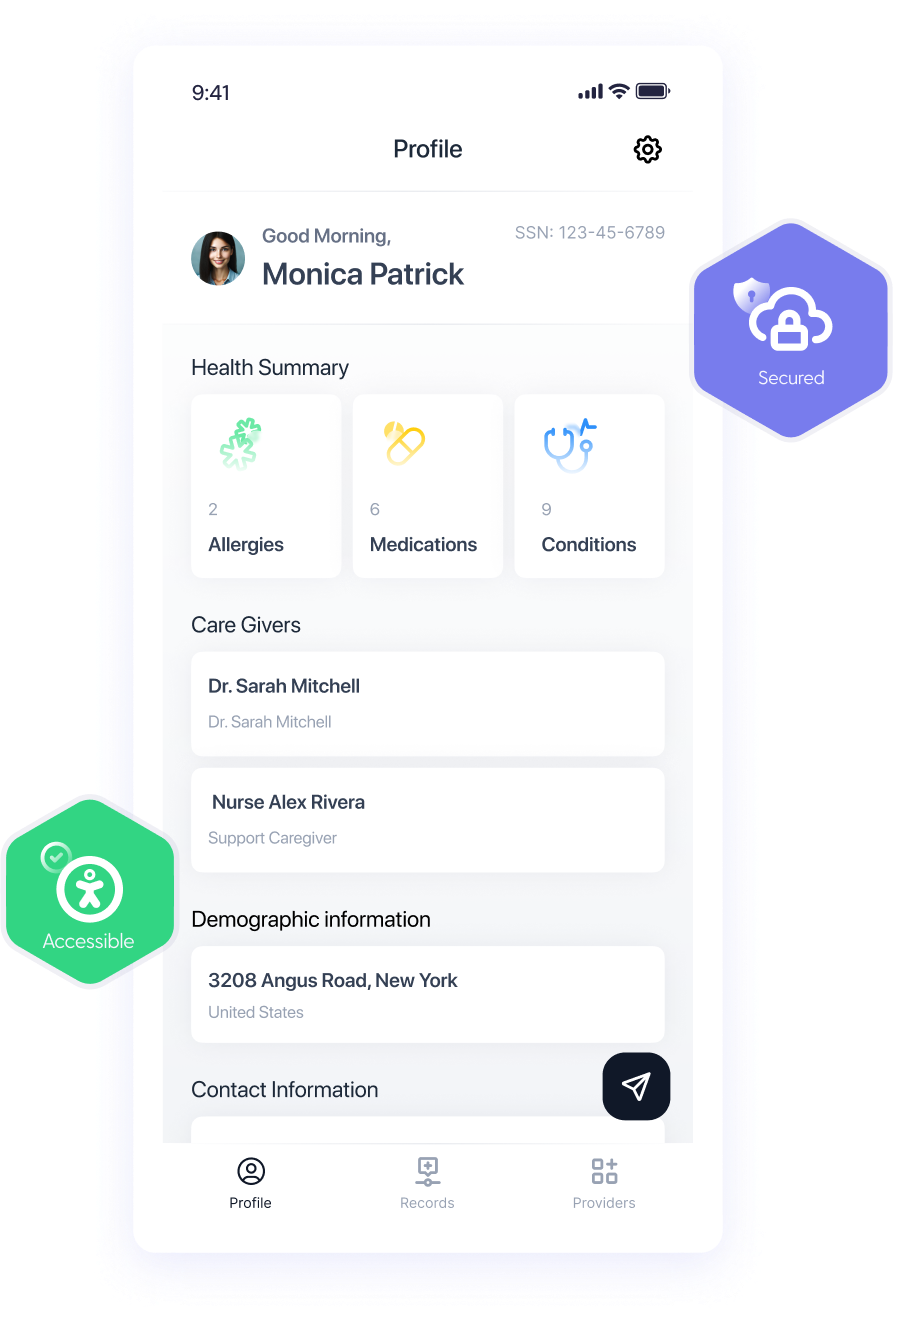 9:41
Profile
Good Morning,
SSN: 123-45-6789
Monica Patrick
Secured
Health Summary
2
6
9
Allergies
Medications
Conditions
Care Givers
Dr. Sarah Mitchell
Dr. Sarah Mitchell
Nurse Alex Rivera
Support Caregiver
Accessible
Demographic information
3208 Angus Road, New York
United States
Contact Information
Profile
Records
Providers